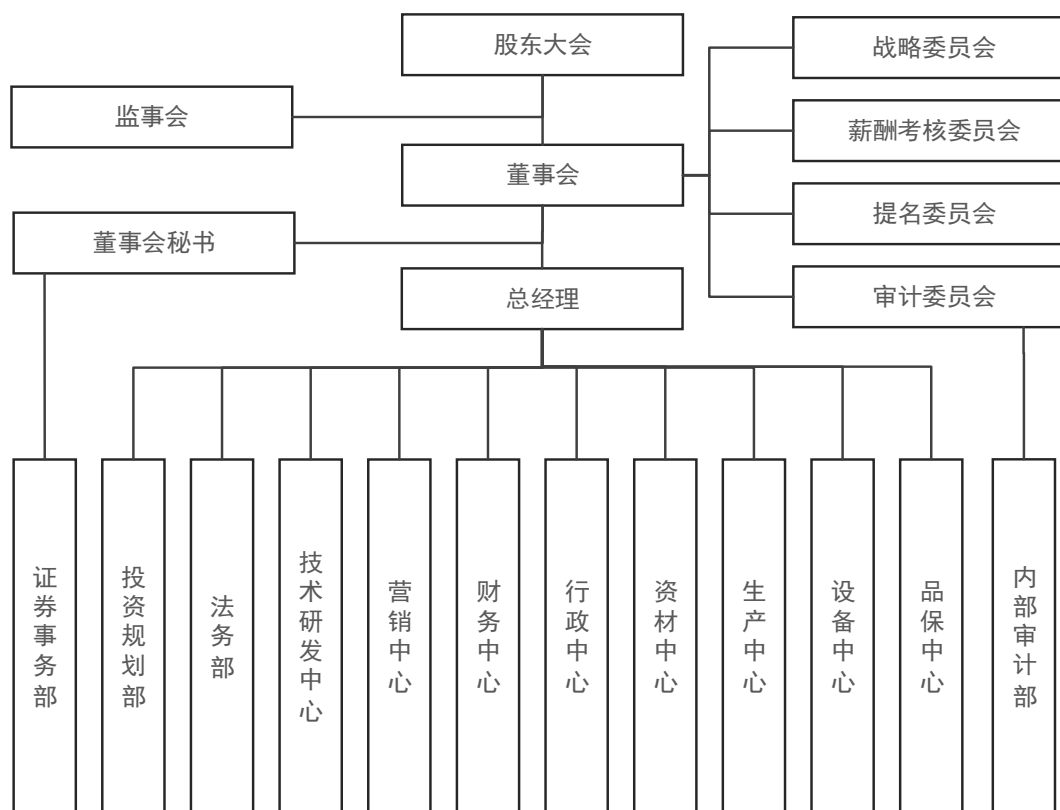 股东大会
战略委员会
监事会
薪酬考核委员会
董事会
提名委员会
董事会秘书
总经理
审计委员会
证券事务部
投资规划部
法务部
技术研发中心
营销中心
财务中心
行政中心
资材中心
生产中心
设备中心
品保中心
内部审计部